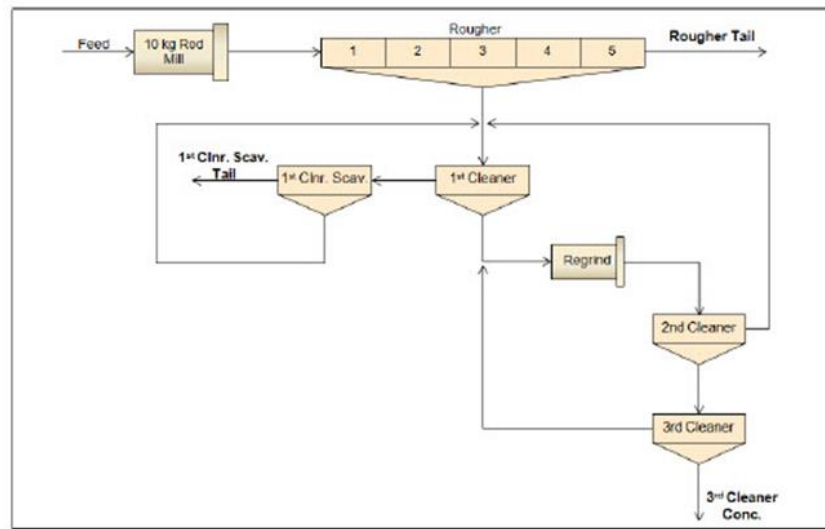 Rougher
Feed
10 kg Rod
Mill
1
2
3
4
5
Rougher Tail
1st Clnr. Scav.
Tail
1st Clnr. Scav.
1st Cleaner
Regrind
2nd Cleaner
3rd Cleaner
3rd Cleaner
Conc.